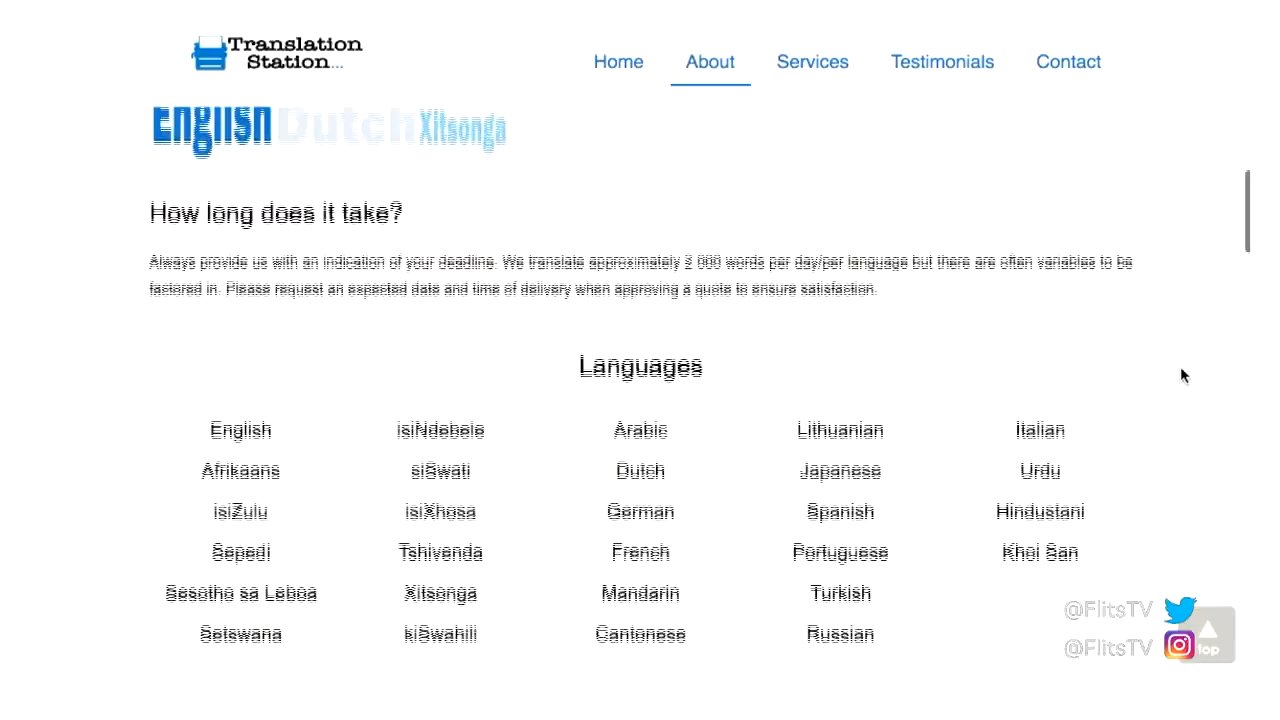 Translation
Station...
Home About Services Testimonials Contact
English Dutch Xitsonga
How long does it take?
Always provide us with an indication of your deadline. We translate approximately 2 000 words per day/per language but there are often variables to be
factored in. Please request an expected date and time of delivery when approving a quote to ensure satisfaction.
Languages
English isiNdebele Arabic Lithuanian Italian
Afrikaans siSwati Dutch Japanese Urdu
isiZulu isiXhosa German Spanish Hindustani
Sepedi Tshivenda French Portuguese Khoi San
Sesotho sa Leboa Xitsonga Mandarin Turkish
Setswana kiSwahili Cantonese Russian
@FlitsTV
@FlitsTV
top